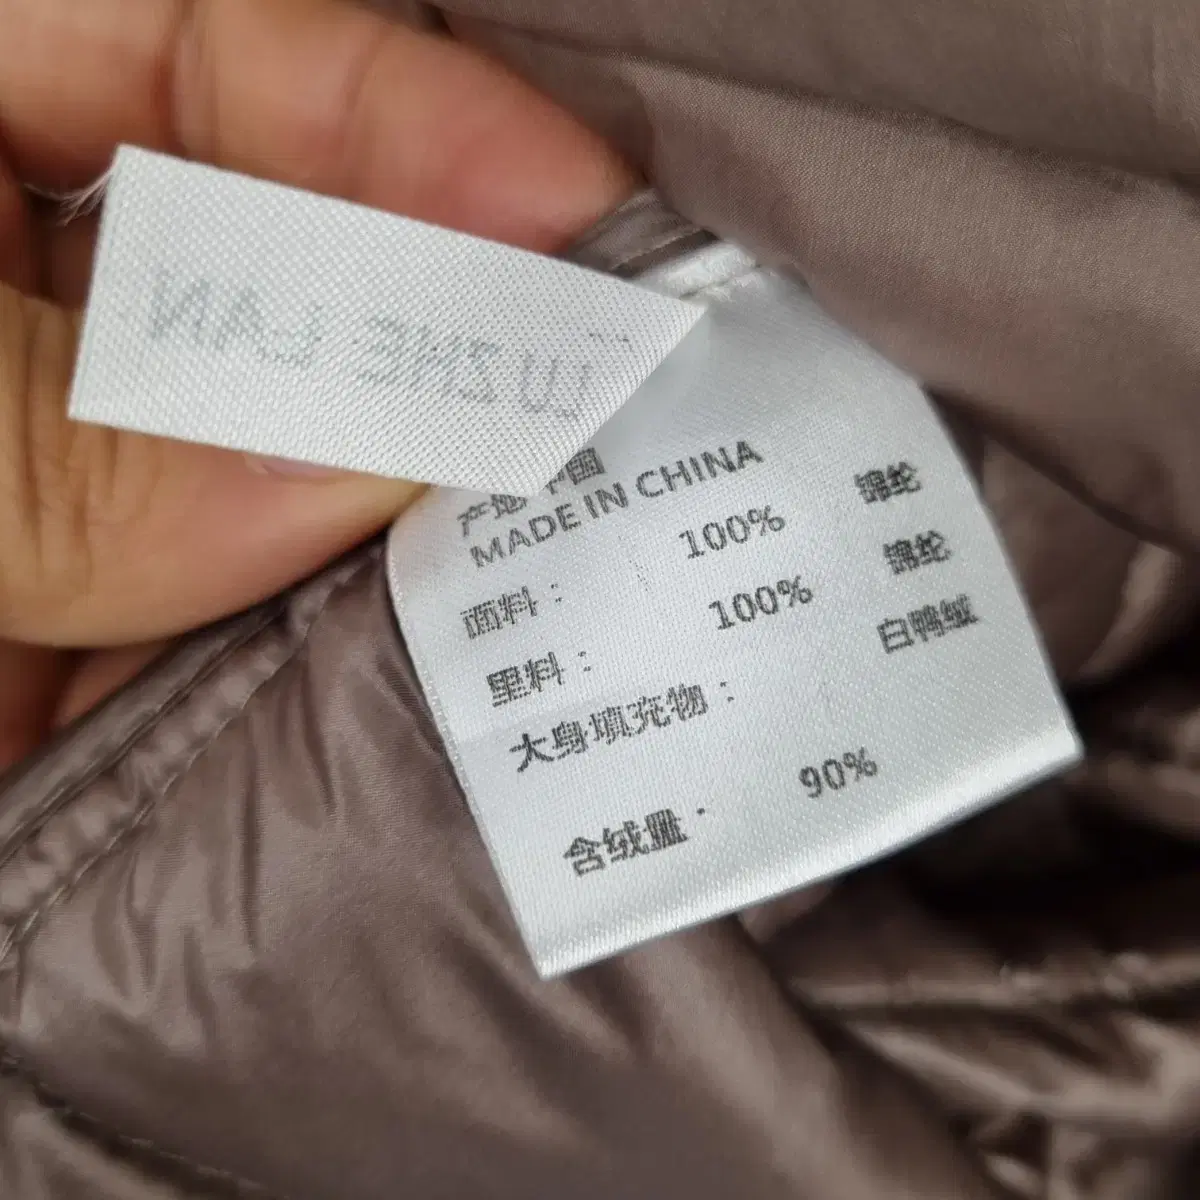 产地 中国
MADE IN CHINA
面料： 100% 锦纶
里料： 100% 锦纶
大身填充物： 白鸭绒
含绒量： 90%